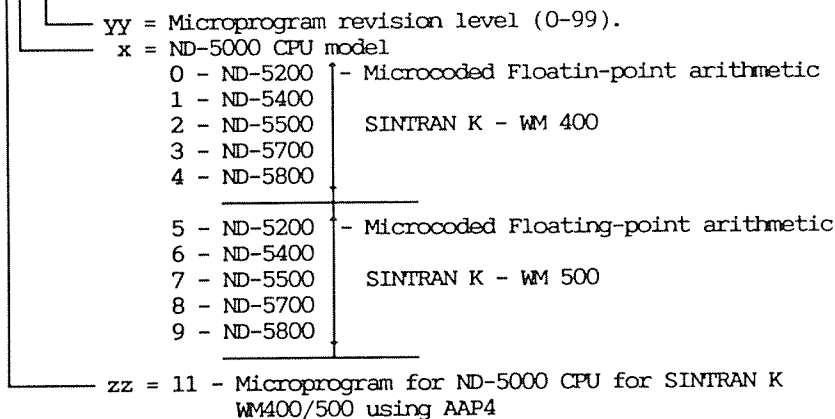 yy = Microprogram revision level (0-99).
x = ND-5000 CPU model
0 - ND-5200 - Microcoded Floatin-point arithmetic
1 - ND-5400
2 - ND-5500 SINTRAN K - WM 400
3 - ND-5700
4 - ND-5800
5 - ND-5200 - Microcoded Floating-point arithmetic
6 - ND-5400
7 - ND-5500 SINTRAN K - WM 500
8 - ND-5700
9 - ND-5800
zz = 11 - Microprogram for ND-5000 CPU for SINTRAN K
WM400/500 using AAP4